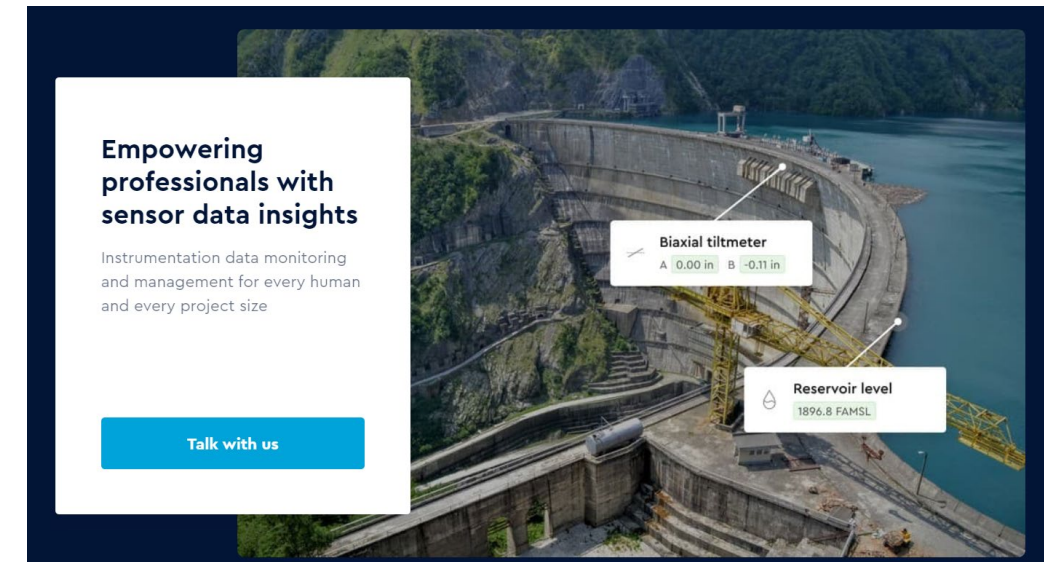 Empowering
professionals with
sensor data insights
Instrumentation data monitoring
and management for every human
and every project size
Talk with us
Biaxial tiltmeter
A 0.00 in B -0.11 in
Reservoir level
1896.8 FAMSL